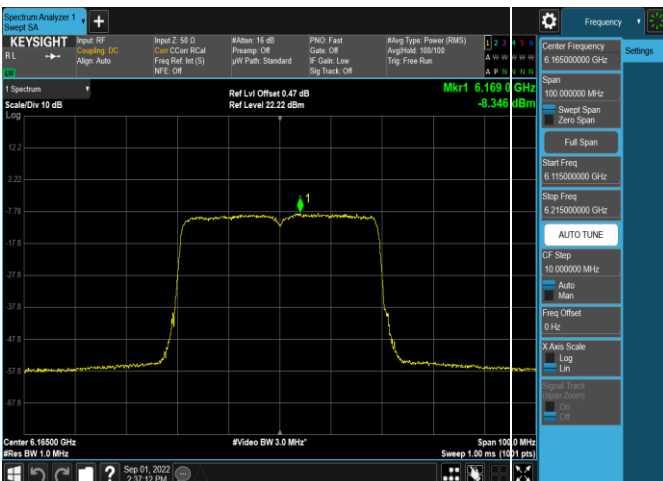 Spectrum Analyzer 1
Swept SA
+
Frequency
KEYSIGHT
RL
Input: RF
Coupling: DC
Align: Auto
Input Z: 50 Ω
Corr CCorr RCal
Freq Ref: Int (S)
NFE: Off
#Atten: 16 dB
Preamp: Off
µW Path: Standard
PNO: Fast
Gate: Off
IF Gain: Low
Sig Track: Off
#Avg Type: Power (RMS)
Avg|Hold: 100/100
Trig: Free Run
1 2 3 4 5 6
A W W W W W
A P N N N N
1 Spectrum
Scale/Div 10 dB
Log
Ref Lvl Offset 0.47 dB
Ref Level 22.22 dBm
Mkr1 6.169 0 GHz
-8.346 dBm
12.2
2.22
-7.78
-17.8
-27.8
-37.8
-47.8
-57.8
-67.8
1
Center 6.16500 GHz
#Res BW 1.0 MHz
#Video BW 3.0 MHz*
Span 100.0 MHz
Sweep 1.00 ms (1001 pts)
?
Sep 01, 2022
2:37:12 PM
Center Frequency
6.165000000 GHz
Settings
Span
100.000000 MHz
Swept Span
Zero Span
Full Span
Start Freq
6.115000000 GHz
Stop Freq
6.215000000 GHz
AUTO TUNE
CF Step
10.000000 MHz
Auto
Man
Freq Offset
0 Hz
X Axis Scale
Log
Lin
Signal Track
(Span Zoom)
On
Off